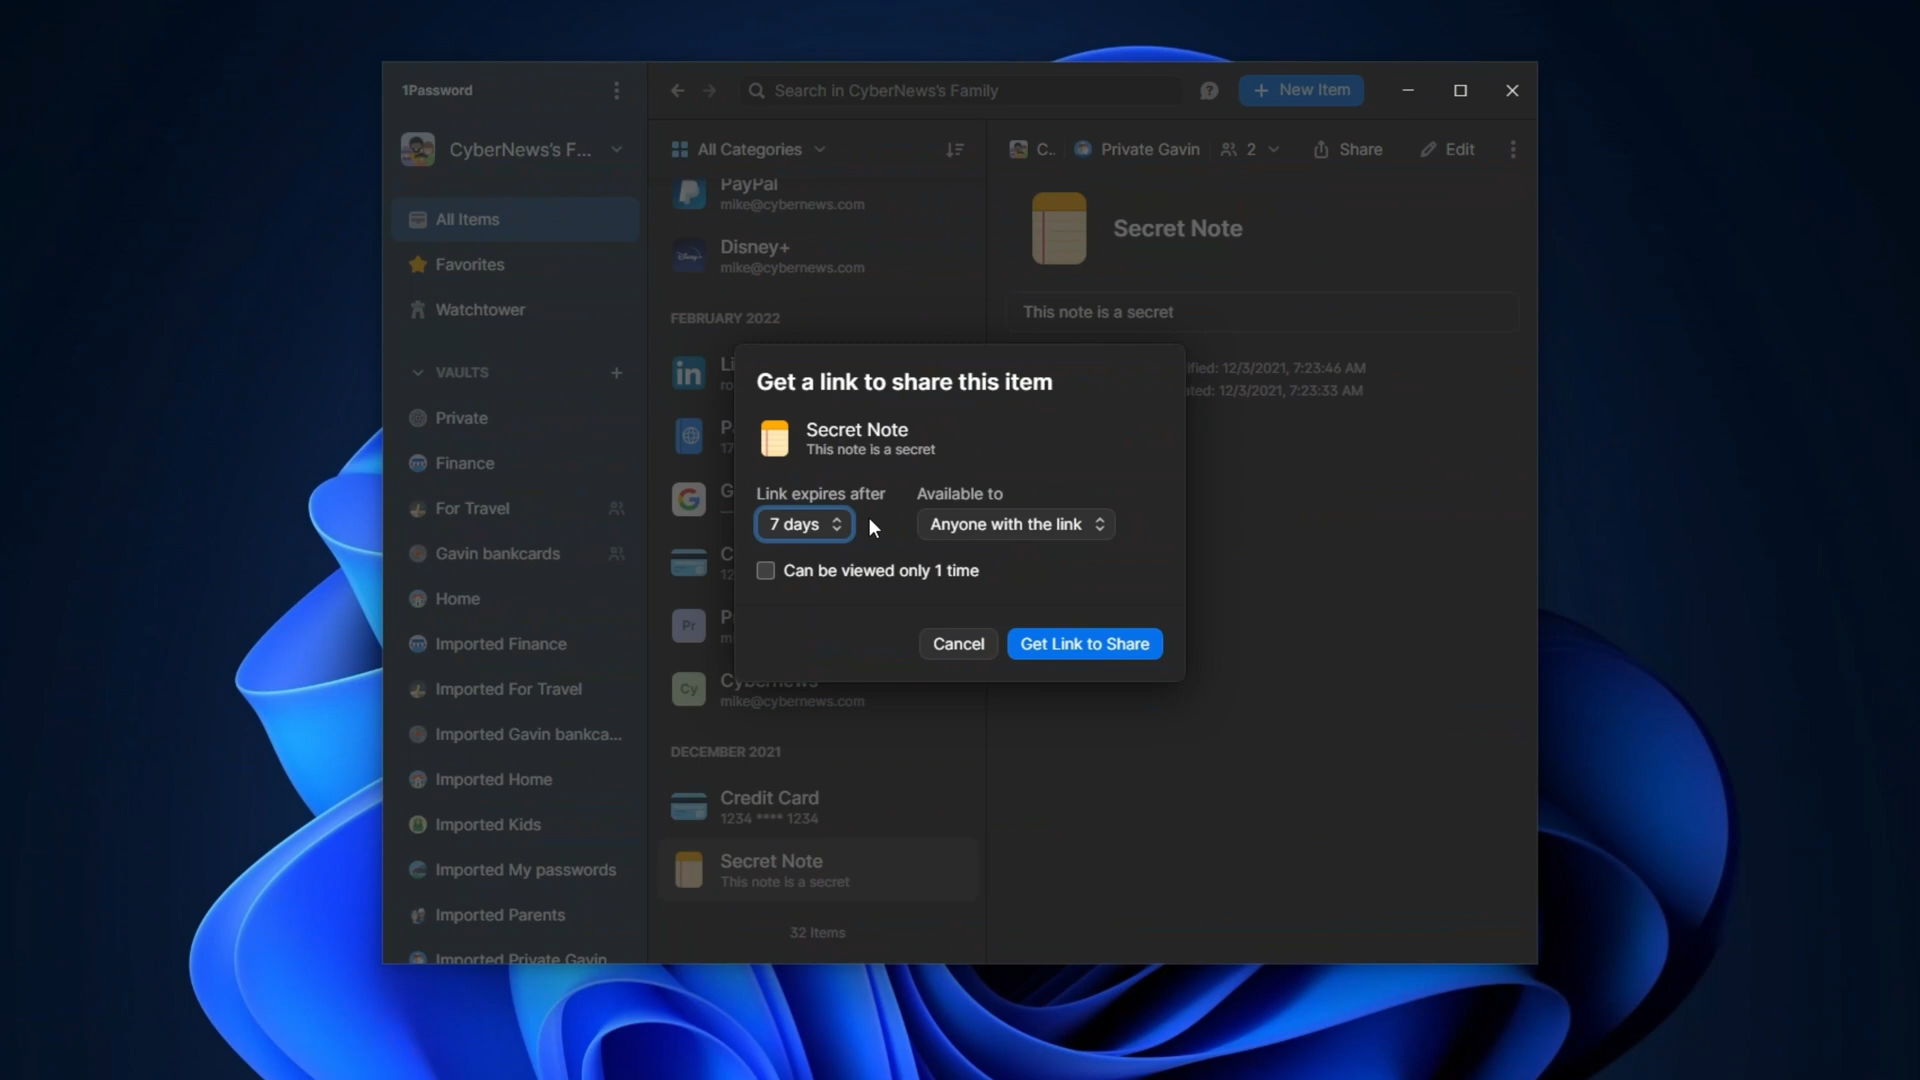 1Password
Search in CyberNews's Family
New Item
CyberNews's F...
All Items
Favorites
Watchtower
VAULTS
Private
Finance
For Travel
Gavin bankcards
Home
Imported Finance
Imported For Travel
Imported Gavin bankca...
Imported Home
Imported Kids
Imported My passwords
Imported Parents
Imported Private Gavin
All Categories
PayPal
mike@cybernews.com
Disney+
mike@cybernews.com
FEBRUARY 2022
Cybernews
mike@cybernews.com
DECEMBER 2021
Credit Card
1234 **** 1234
Secret Note
This note is a secret
32 Items
C..
Private Gavin
2
Share
Edit
Secret Note
This note is a secret
12/3/2021, 7:23:46 AM
12/3/2021, 7:23:33 AM
Get a link to share this item
Secret Note
This note is a secret
Link expires after
Available to
7 days
Anyone with the link
Can be viewed only 1 time
Cancel
Get Link to Share